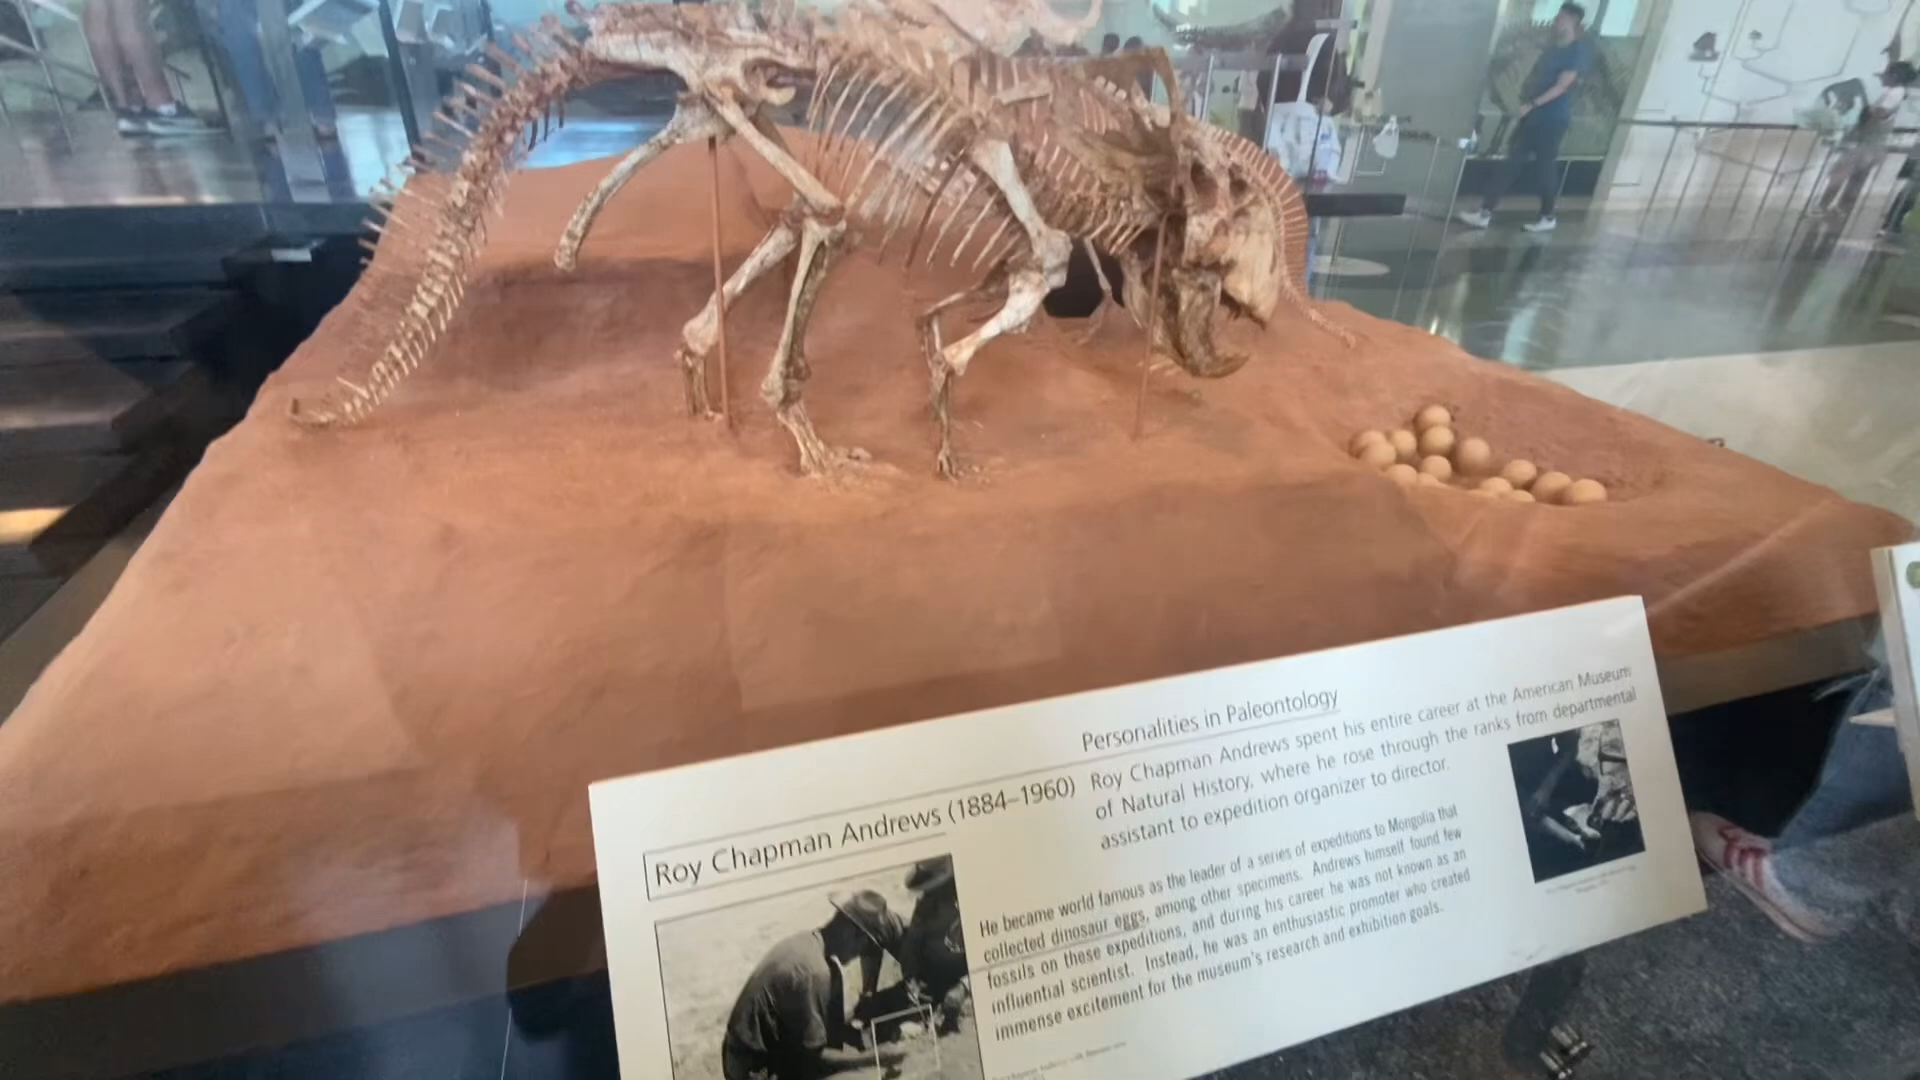 Personalities in Paleontology
Roy Chapman Andrews (1884–1960)
Roy Chapman Andrews spent his entire career at the American Museum
of Natural History, where he rose through the ranks from departmental
assistant to expedition organizer to director.
He became world famous as the leader of a series of expeditions to Mongolia that
collected dinosaur eggs, among other specimens. Andrews himself found few
fossils on these expeditions, and during his career he was not known as an
influential scientist. Instead, he was an enthusiastic promoter who created
immense excitement for the museum's research and exhibition goals.